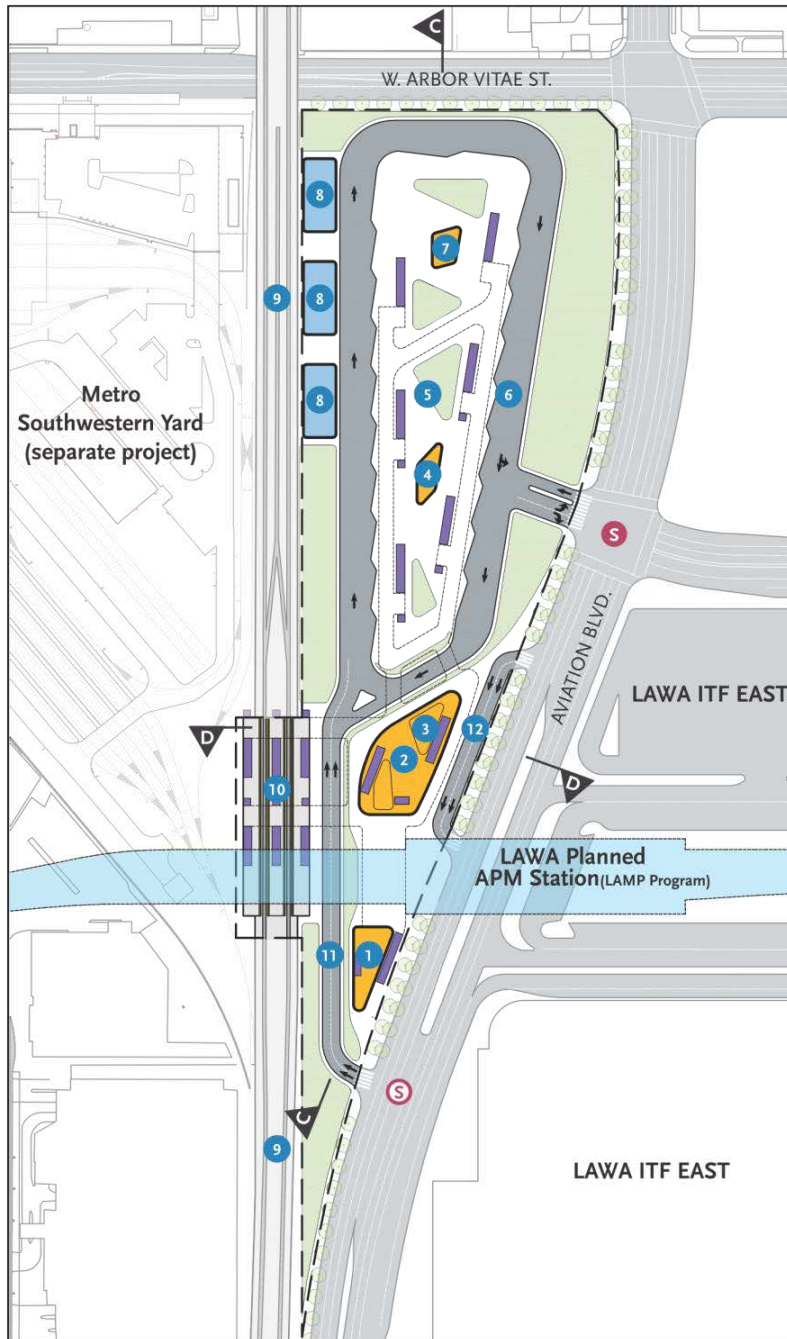 C
W. ARBOR VITAE ST.
8
7
8
9
Metro
Southwestern Yard
(separate project)
8
5
6
4
S
AVIATION BLVD.
LAWA ITF EAST
D
3
12
2
10
D
LAWA Planned
APM Station(LAMP Program)
11
1
S
C
9
LAWA ITF EAST